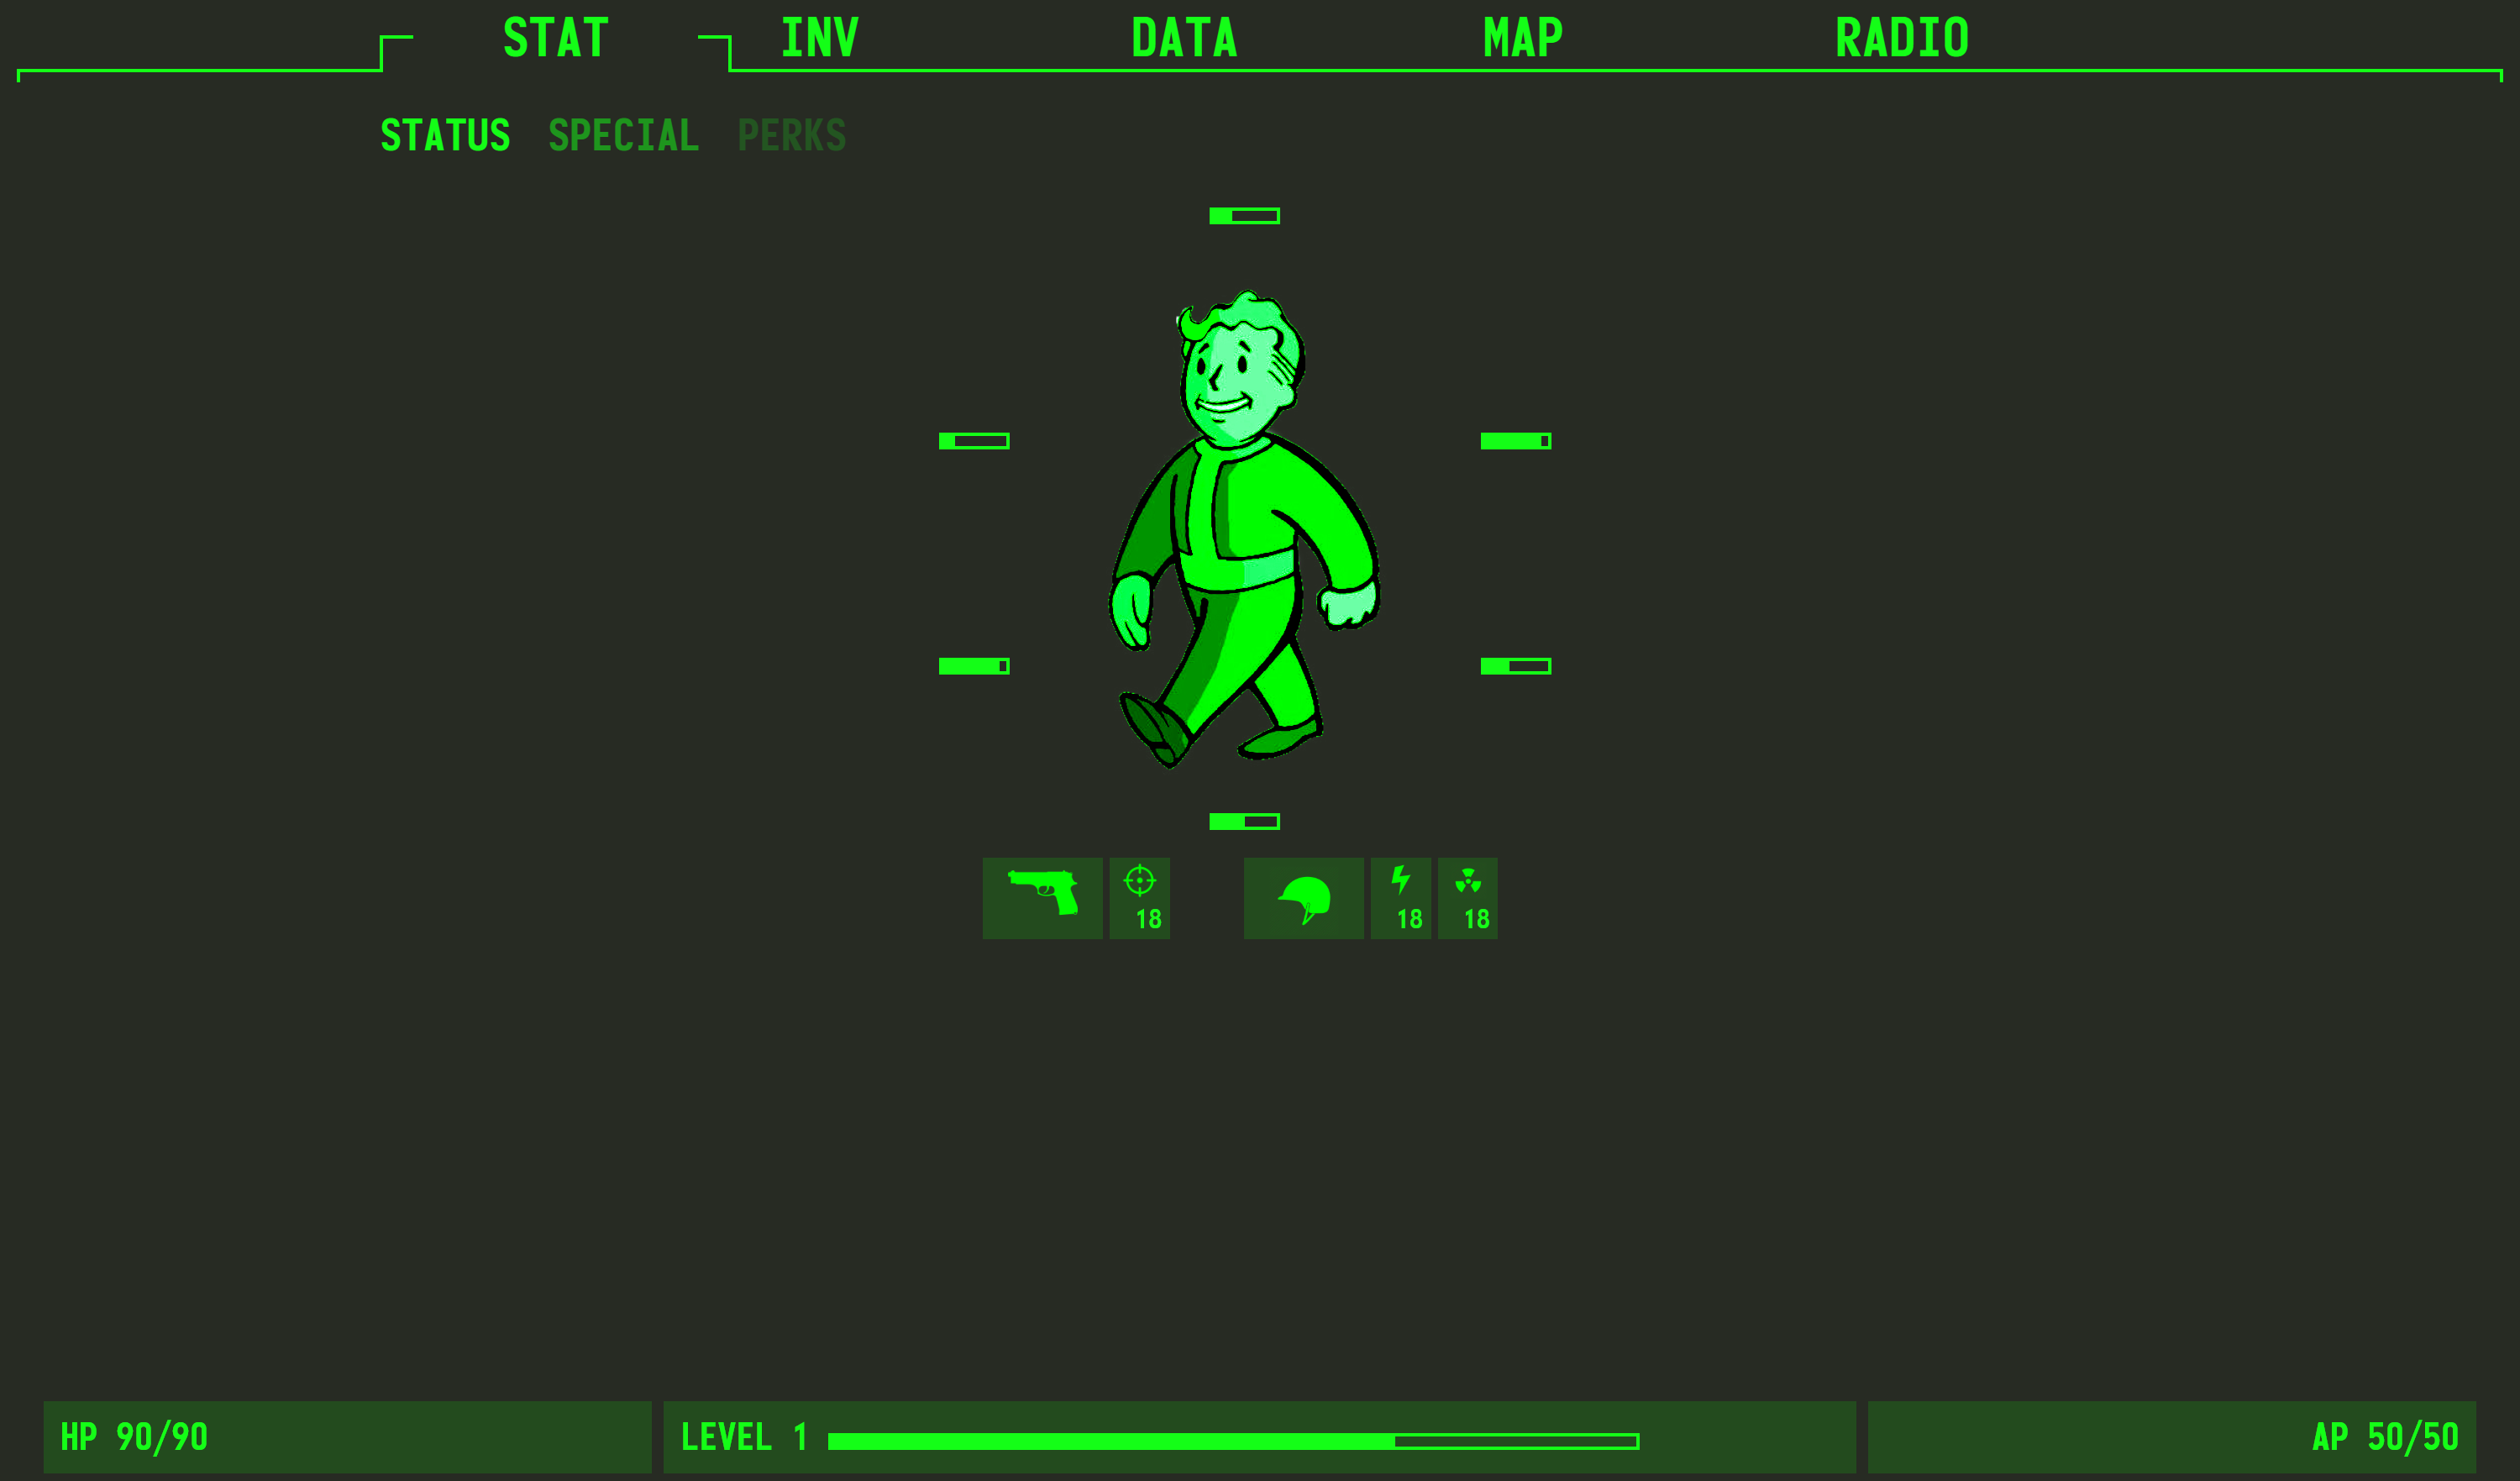 STAT INV DATA MAP RADIO
STATUS SPECIAL PERKS
18 18 18
HP 90/90 LEVEL 1 AP 50/50